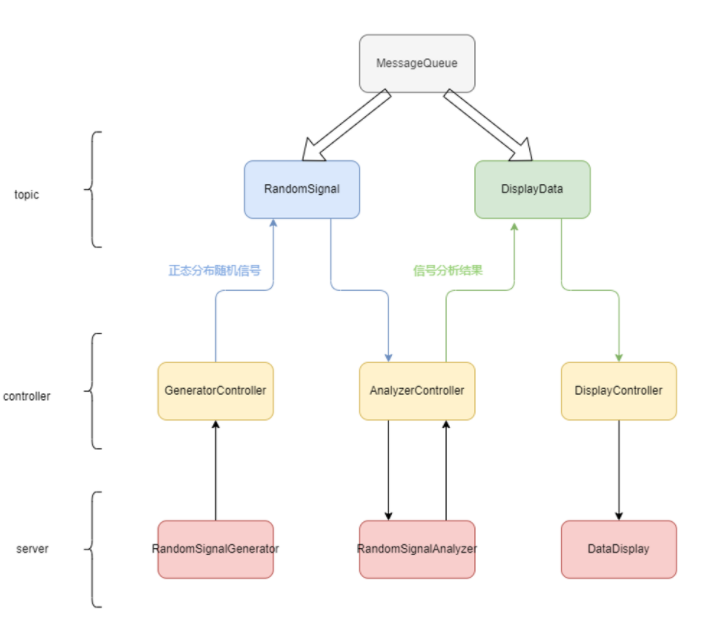 MessageQueue
topic
RandomSignal
DisplayData
正态分布随机信号
信号分析结果
controller
GeneratorController
AnalyzerController
DisplayController
server
RandomSignalGenerator
RandomSignalAnalyzer
DataDisplay